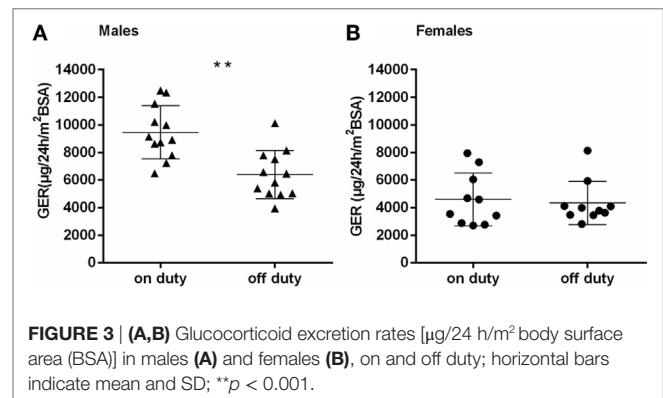 A Males
B Females
**
GER(µg/24h/m²BSA)
14000
12000
10000
8000
6000
4000
2000
0
on duty off duty
GER (µg/24h/m²BSA)
14000
12000
10000
8000
6000
4000
2000
0
on duty off duty
FIGURE 3 | (A,B) Glucocorticoid excretion rates [µg/24 h/m² body surface
area (BSA)] in males (A) and females (B), on and off duty; horizontal bars
indicate mean and SD; **p < 0.001.